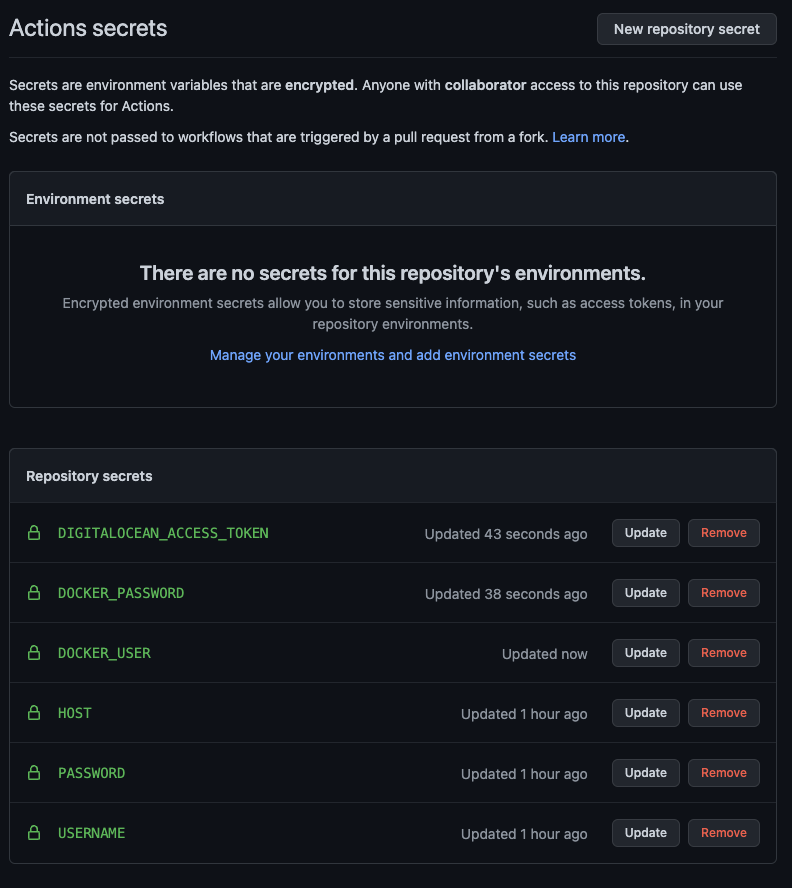 Actions secrets
New repository secret
Secrets are environment variables that are encrypted. Anyone with collaborator access to this repository can use
these secrets for Actions.
Secrets are not passed to workflows that are triggered by a pull request from a fork. Learn more.
Environment secrets
There are no secrets for this repository's environments.
Encrypted environment secrets allow you to store sensitive information, such as access tokens, in your
repository environments.
Manage your environments and add environment secrets
Repository secrets
DIGITALOCEAN_ACCESS_TOKEN Updated 43 seconds ago Update Remove
DOCKER_PASSWORD Updated 38 seconds ago Update Remove
DOCKER_USER Updated now Update Remove
HOST Updated 1 hour ago Update Remove
PASSWORD Updated 1 hour ago Update Remove
USERNAME Updated 1 hour ago Update Remove